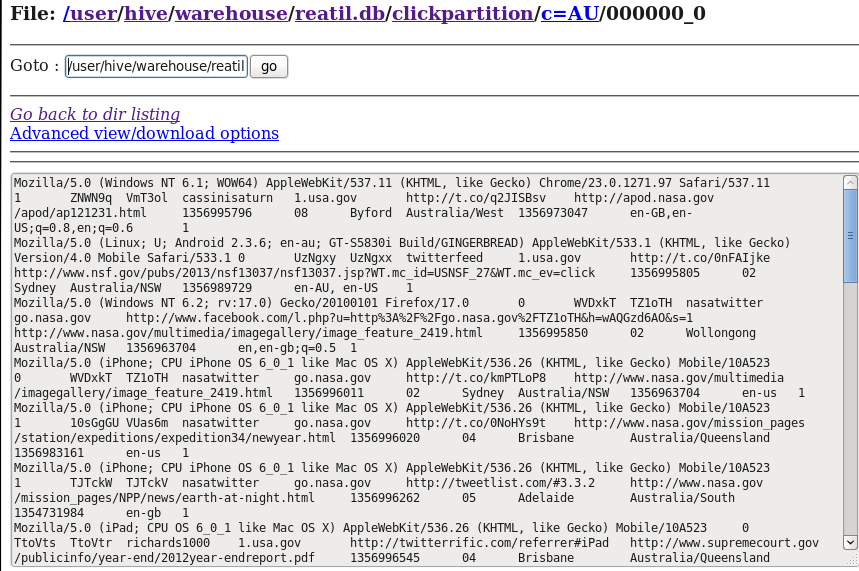 File: /user/hive/warehouse/reatil.db/clickpartition/c=AU/000000_0
Goto : /user/hive/warehouse/reatil go
Go back to dir listing
Advanced view/download options
Mozilla/5.0 (Windows NT 6.1; WOW64) AppleWebKit/537.11 (KHTML, like Gecko) Chrome/23.0.1271.97 Safari/537.11
1 ZNWN9q VmT3ol cassinisaturn 1.usa.gov http://t.co/q2JISBsv http://apod.nasa.gov
/apod/ap121231.html 1356995796 08 Byford Australia/West 1356973047 en-GB,en-
US;q=0.8,en;q=0.6 1
Mozilla/5.0 (Linux; U; Android 2.3.6; en-au; GT-S5830i Build/GINGERBREAD) AppleWebKit/533.1 (KHTML, like Gecko)
Version/4.0 Mobile Safari/533.1 0 UzNgxy UzNgxx twitterfeed 1.usa.gov http://t.co/0nFAIjke
http://www.nsf.gov/pubs/2013/nsf13037/nsf13037.jsp?WT.mc_id=USNSF_27&WT.mc_ev=click 1356995805 02
Sydney Australia/NSW 1356989729 en-AU, en-US 1
Mozilla/5.0 (Windows NT 6.2; rv:17.0) Gecko/20100101 Firefox/17.0 0 WVDxkT TZ1oTH nasatwitter
go.nasa.gov http://www.facebook.com/l.php?u=http%3A%2F%2Fgo.nasa.gov%2FTZ1oTH&h=wAQGzd6AO&s=1
http://www.nasa.gov/multimedia/imagegallery/image_feature_2419.html 1356995850 02 Wollongong
Australia/NSW 1356963704 en,en-gb;q=0.5 1
Mozilla/5.0 (iPhone; CPU iPhone OS 6_0_1 like Mac OS X) AppleWebKit/536.26 (KHTML, like Gecko) Mobile/10A523
0 WVDxkT TZ1oTH nasatwitter go.nasa.gov http://t.co/kmPTLoP8 http://www.nasa.gov/multimedia
/imagegallery/image_feature_2419.html 1356996011 02 Sydney Australia/NSW 1356963704 en-us 1
Mozilla/5.0 (iPhone; CPU iPhone OS 6_0_1 like Mac OS X) AppleWebKit/536.26 (KHTML, like Gecko) Mobile/10A523
1 10sGgGU VUas6m nasatwitter go.nasa.gov http://t.co/0NoHYs9t http://www.nasa.gov/mission_pages
/station/expeditions/expedition34/newyear.html 1356996020 04 Brisbane Australia/Queensland
1356983161 en-us 1
Mozilla/5.0 (iPhone; CPU iPhone OS 6_0_1 like Mac OS X) AppleWebKit/536.26 (KHTML, like Gecko) Mobile/10A523
1 TJTckW TJTckV nasatwitter go.nasa.gov http://tweetlist.com/#3.3.2 http://www.nasa.gov
/mission_pages/NPP/news/earth-at-night.html 1356996262 05 Adelaide Australia/South
1354731984 en-gb 1
Mozilla/5.0 (iPad; CPU OS 6_0_1 like Mac OS X) AppleWebKit/536.26 (KHTML, like Gecko) Mobile/10A523 0
TtoVts TtoVtr richards1000 1.usa.gov http://twitterrific.com/referrer#iPad http://www.supremecourt.gov
/publicinfo/year-end/2012year-endreport.pdf 1356996545 04 Brisbane Australia/Queensland